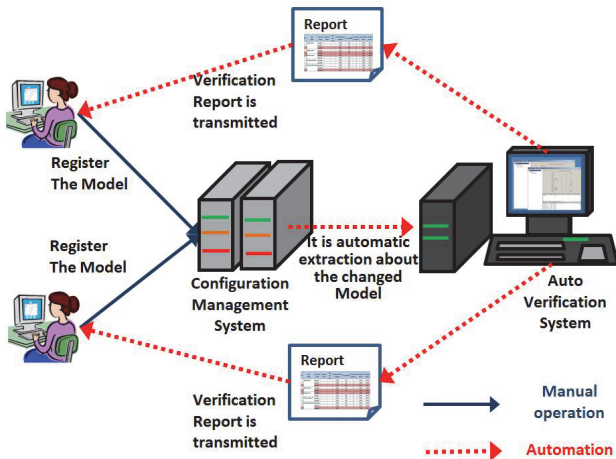 Report
Verification
Report is
transmitted
Register
The Model
Register
The Model
It is automatic
extraction about
the changed
Model
Configuration
Management
System
Auto
Verification
System
Report
Verification
Report is
transmitted
Manual
operation
Automation